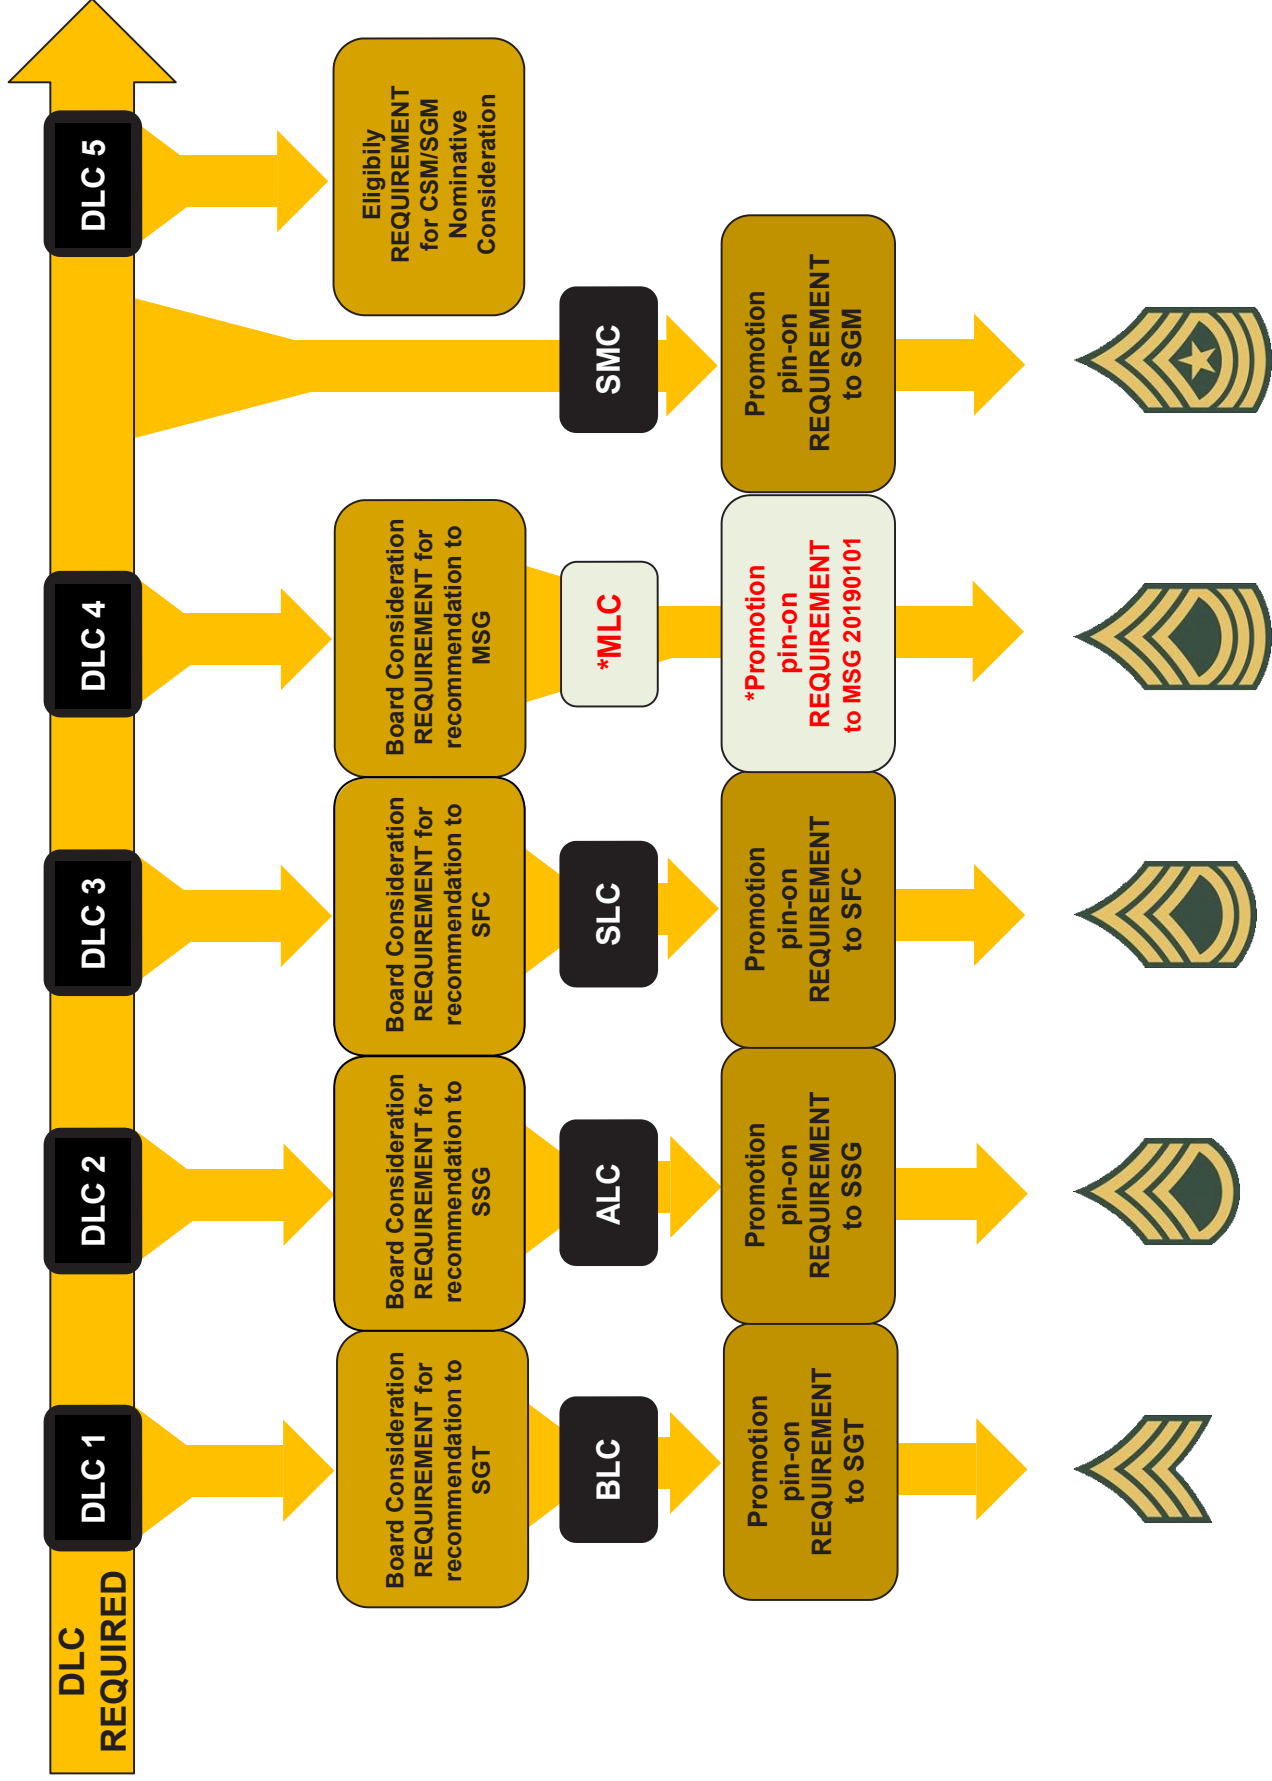 DLC
REQUIRED
DLC 1
DLC 2
DLC 3
DLC 4
DLC 5
Board Consideration
REQUIREMENT for
recommendation to
SGT
Board Consideration
REQUIREMENT for
recommendation to
SSG
Board Consideration
REQUIREMENT for
recommendation to
SFC
Board Consideration
REQUIREMENT for
recommendation to
MSG
Eligibily
REQUIREMENT
for CSM/SGM
Nominative
Consideration
BLC
ALC
SLC
*MLC
SMC
Promotion
pin-on
REQUIREMENT
to SGT
Promotion
pin-on
REQUIREMENT
to SSG
Promotion
pin-on
REQUIREMENT
to SFC
*Promotion
pin-on
REQUIREMENT
to MSG 20190101
Promotion
pin-on
REQUIREMENT
to SGM